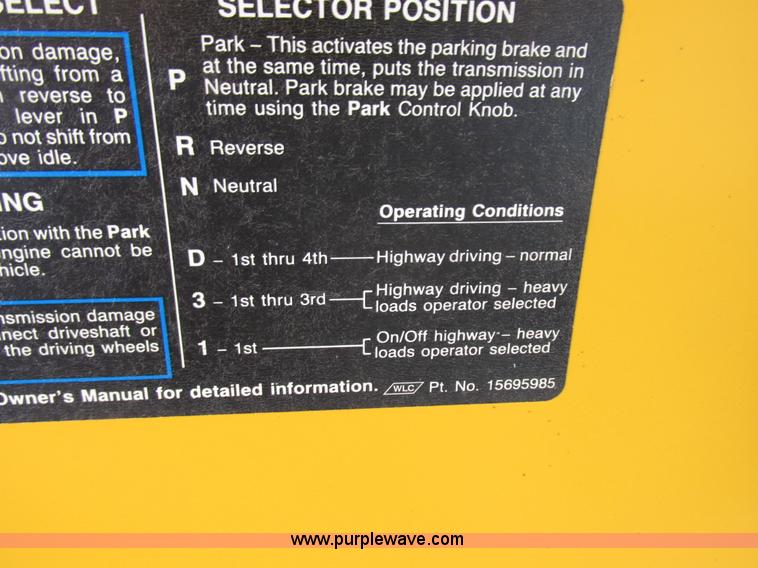 SELECT
on damage,
fting from a
reverse to
lever in P
o not shift from
ove idle.
NG
ion with the Park
ngine cannot be
hicle.
nsmission damage
nnect driveshaft or
the driving wheels
SELECTOR POSITION
P Park – This activates the parking brake and
at the same time, puts the transmission in
Neutral. Park brake may be applied at any
time using the Park Control Knob.
R Reverse
N Neutral
Operating Conditions
D – 1st thru 4th — Highway driving – normal
3 – 1st thru 3rd — Highway driving – heavy
loads operator selected
1 – 1st — On/Off highway – heavy
loads operator selected
Owner's Manual for detailed information. WLC Pt. No. 15695985
www.purplewave.com